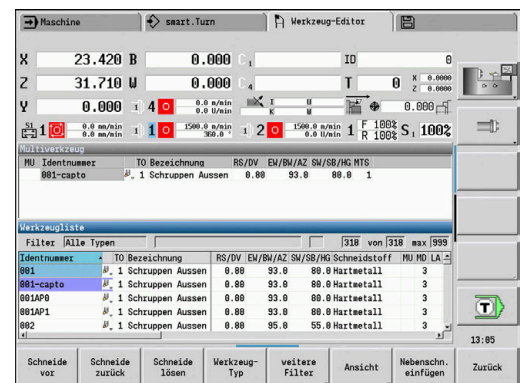 Maschine smart.Turn Werkzeug-Editor
X 23.420 B 0.000 C 1 ID 0
Z 31.710 W 0.000 C 4 T 0 X 0.0000
Z 0.0000
Y 0.000 1) 4 0.0 m/min
0.0 U/min I U
K W 0.000
S1 1 0.0 mm/min
0.0 mm/min 1) 1 1500.0 m/min
360.0 ° 1) 2 1500.0 m/min
0.0 U/min 1 F 100%
R 100% S1 100%
Multiverkzeug
MU Identnummer TO Bezeichnung RS/DV EW/BW/AZ SW/SB/HG MTS
001-capto 1 Schruppen Aussen 0.80 93.0 80.0 1
Werkzeugliste
Filter Alle Typen 318 von 318 max 999
Identnummer TO Bezeichnung RS/DV EW/BW/AZ SW/SB/HG Schneidstoff MU MD LA
001 1 Schruppen Aussen 0.80 93.0 80.0 Hartmetall 3
001-capto 1 Schruppen Aussen 0.80 93.0 80.0 Hartmetall 3
001AP0 1 Schruppen Aussen 0.80 93.0 80.0 Hartmetall 3
001AP1 1 Schruppen Aussen 0.80 93.0 80.0 Hartmetall 3
002 1 Schruppen Aussen 0.80 95.0 55.0 Hartmetall 3
T
13:05
Schneide vor
Schneide zurück
Schneide lösen
Werkzeug-Typ
weitere Filter
Ansicht
Nebenschn. einfügen
Zurück